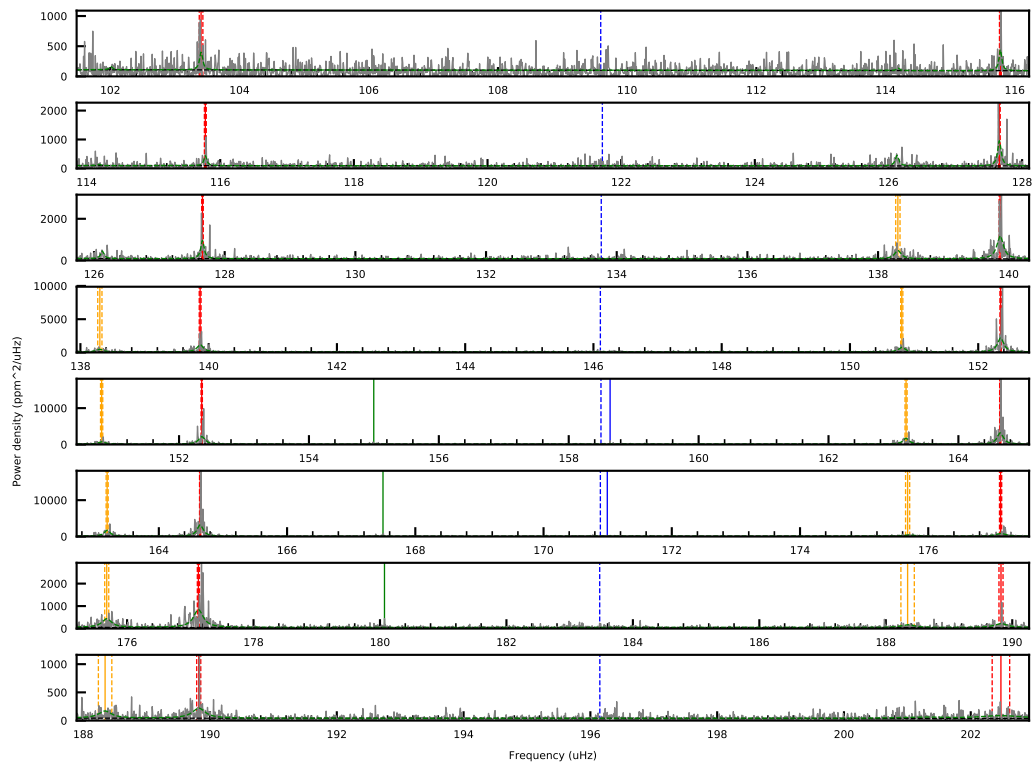 1000
500
0
102 104 106 108 110 112 114 116
2000
1000
0
114 116 118 120 122 124 126 128
2000
0
126 128 130 132 134 136 138 140
10000
5000
0
138 140 142 144 146 148 150 152
10000
0
152 154 156 158 160 162 164
10000
0
164 166 168 170 172 174 176
2000
1000
0
176 178 180 182 184 186 188 190
1000
500
0
188 190 192 194 196 198 200 202
Power density (ppm^2/uHz)
Frequency (uHz)